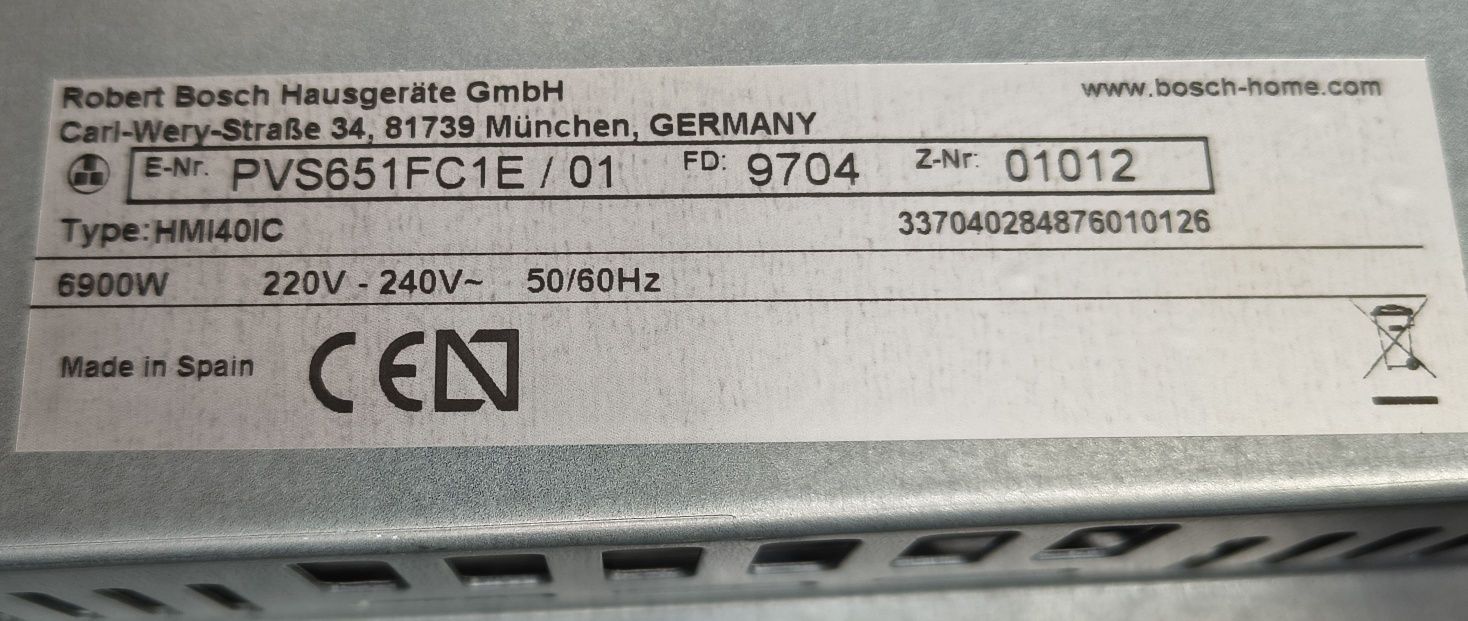 Robert Bosch Hausgeräte GmbH www.bosch-home.com
Carl-Wery-Straße 34, 81739 München, GERMANY
E-Nr. PVS651FC1E / 01 FD: 9704 Z-Nr: 01012
Type:HMI40IC 337040284876010126
6900W 220V - 240V~ 50/60Hz
Made in Spain CE N